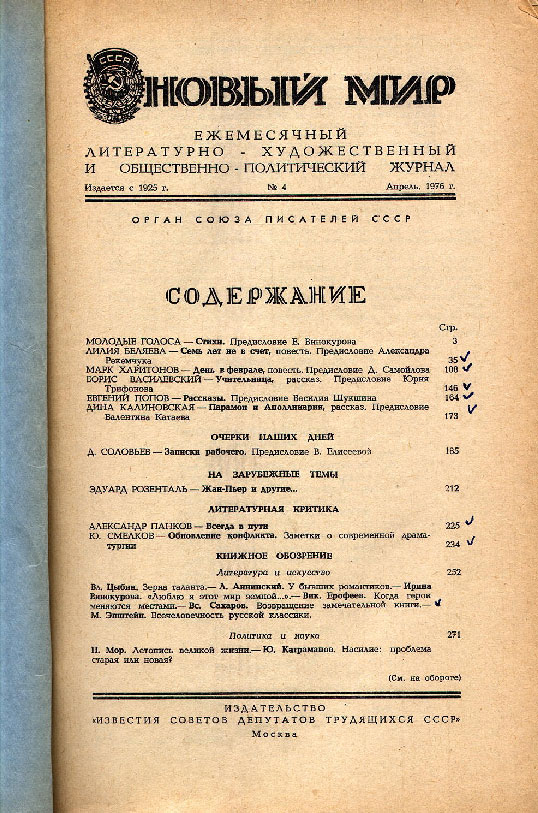 СССР
НОВЫЙ МИР
ЕЖЕМЕСЯЧНЫЙ
ЛИТЕРАТУРНО - ХУДОЖЕСТВЕННЫЙ
И ОБЩЕСТВЕННО - ПОЛИТИЧЕСКИЙ ЖУРНАЛ
Издается с 1925 г. № 4 Апрель, 1976 г.
ОРГАН СОЮЗА ПИСАТЕЛЕЙ СССР
СОДЕРЖАНИЕ
Стр.
МОЛОДЫЕ ГОЛОСА — Стихи. Предисловие Е. Винокурова 3
ЛИЛИЯ БЕЛЯЕВА — Семь лет не в счет, повесть. Предисловие Александра
Рекемчука 35
МАРК ХАРИТОНОВ — День в феврале, повесть. Предисловие Д. Самойлова 108
БОРИС ВАСИЛЕВСКИЙ — Учительница, рассказ. Предисловие Юрия
Трифонова 146
ЕВГЕНИЙ ПОПОВ — Рассказы. Предисловие Василия Шукшина 164
ДИНА КАЛИНОВСКАЯ — Парамон и Аполлинария, рассказ. Предисловие
Валентина Катаева 173
ОЧЕРКИ НАШИХ ДНЕЙ
Д. СОЛОВЬЕВ — Записки рабочего. Предисловие В. Елисеевой 185
НА ЗАРУБЕЖНЫЕ ТЕМЫ
ЭДУАРД РОЗЕНТАЛЬ — Жан-Пьер и другие... 212
ЛИТЕРАТУРНАЯ КРИТИКА
АЛЕКСАНДР ПАНКОВ — Всегда в пути 225
Ю. СМЕЛКОВ — Обновление конфликта. Заметки о современной драма-
тургии 234
КНИЖНОЕ ОБОЗРЕНИЕ
Литература и искусство 252
Вл. Цыбин. Зерна таланта.— Л. Аннинский. У бывших романтиков.— Ирина
Винокурова. «Люблю я этот мир земной...».— Вик. Ерофеев. Когда герои
меняются местами.— Вс. Сахаров. Возвращение замечательной книги.—
М. Эпштейн. Всечеловечность русской классики.
Политика и наука 271
Н. Мор. Летопись великой жизни.— Ю. Каграманов. Насилие: проблема
старая или новая?
(См. на обороте)
ИЗДАТЕЛЬСТВО
«ИЗВЕСТИЯ СОВЕТОВ ДЕПУТАТОВ ТРУДЯЩИХСЯ СССР»
Москва